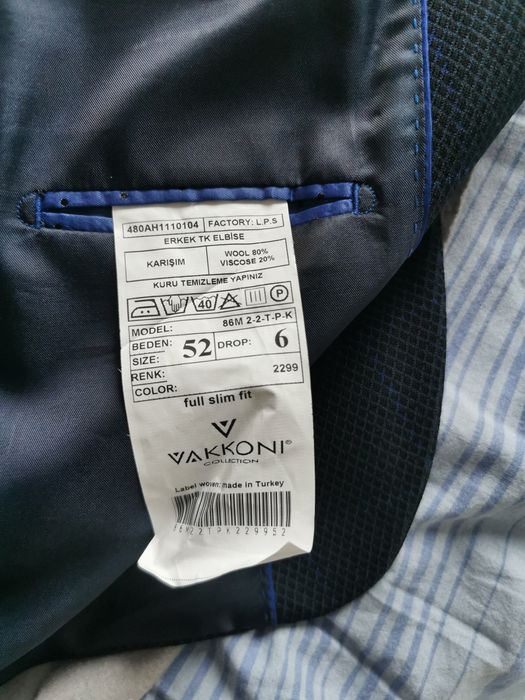 480AH1110104 FACTORY: L.P.S
ERKEK TK ELBİSE
KARIŞIM WOOL 80%
VISCOSE 20%
KURU TEMİZLEME YAPINIZ
40 P
MODEL: 86M 2-2-T-P-K
BEDEN: 52 DROP: 6
SIZE:
RENK: 2299
COLOR:
full slim fit
VAKKONI®
COLLECTION
Label woven: made in Turkey
86M22TPK229952